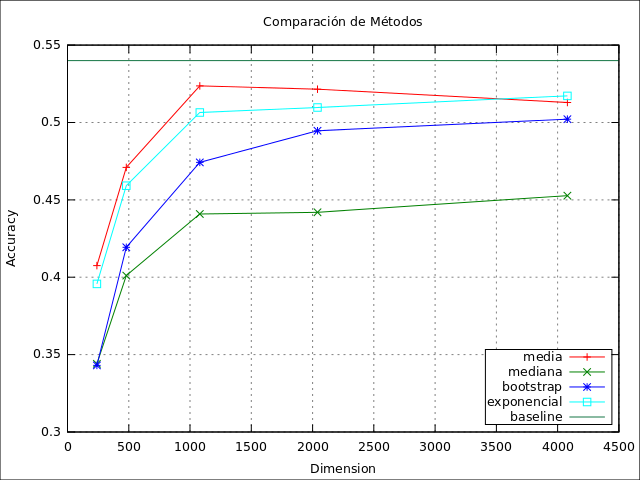 Comparación de Métodos
0.55
0.5
0.45
0.4
0.35
0.3
Accuracy
0 500 1000 1500 2000 2500 3000 3500 4000 4500
Dimension
media
mediana
bootstrap
exponencial
baseline